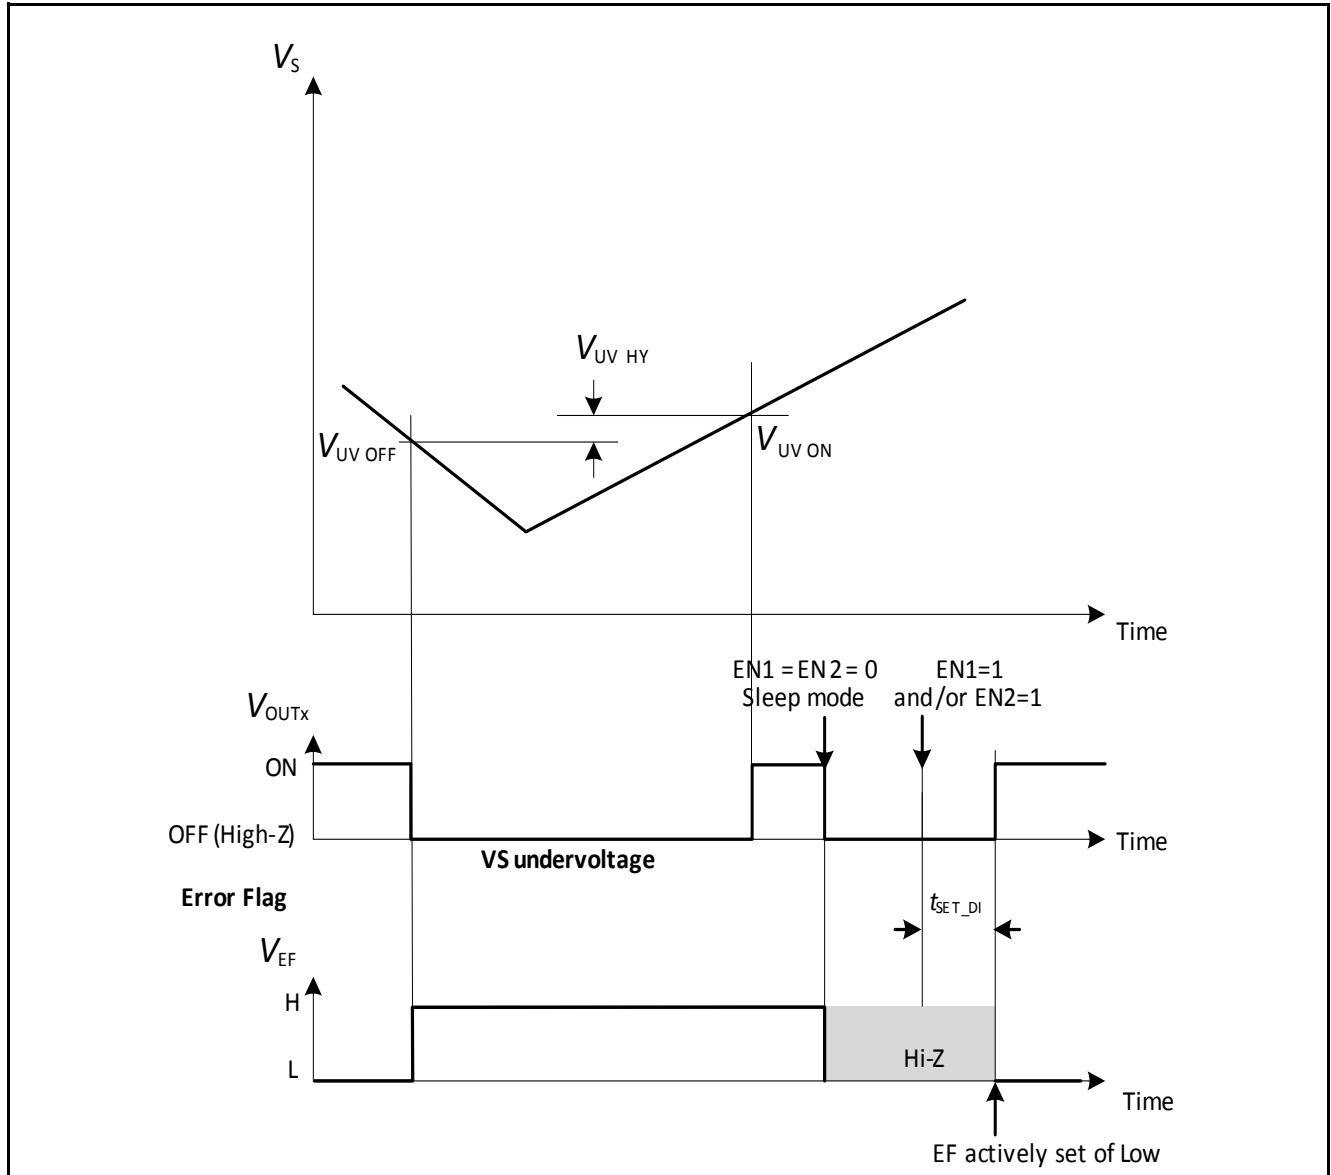 VS
VUV HY
VUV OFF
VUV ON
Time
EN1 = EN2 = 0
Sleep mode
EN1=1
and/or EN2=1
VOUTx
ON
OFF (High-Z)
Time
VS undervoltage
Error Flag
tSET_DI
VEF
H
L
Hi-Z
Time
EF actively set of Low